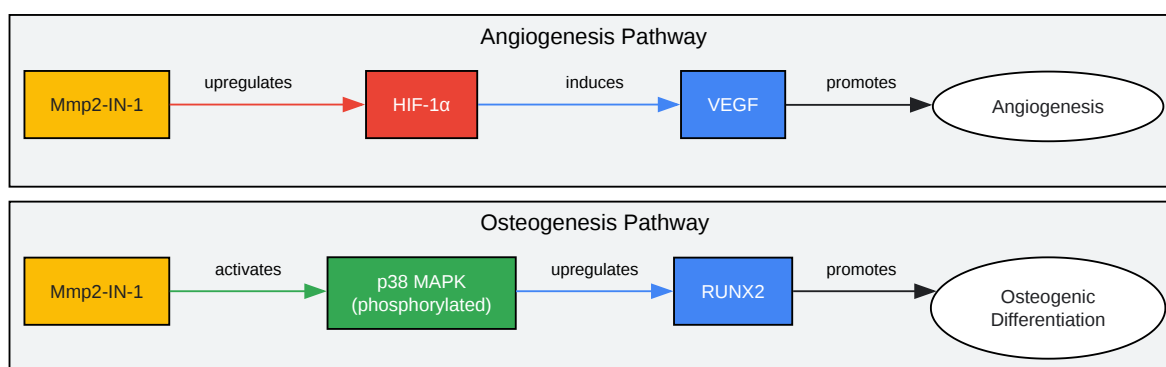 Angiogenesis Pathway
upregulates
induces
promotes
Mmp2-IN-1
HIF-1α
VEGF
Angiogenesis
Osteogenesis Pathway
activates
upregulates
promotes
Mmp2-IN-1
p38 MAPK
(phosphorylated)
RUNX2
Osteogenic
Differentiation